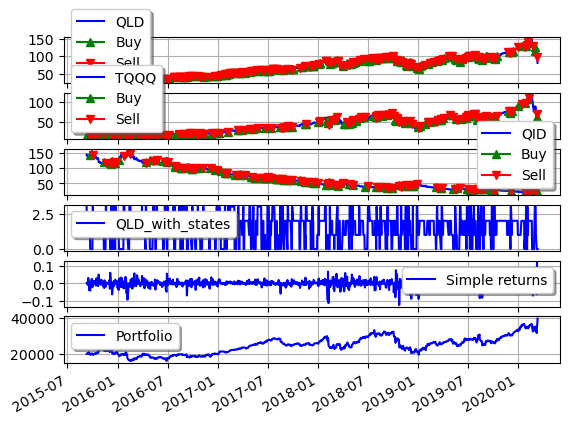 QLD
Buy
Sell
150
100
50
TQQQ
Buy
Sell
100
50
QID
Buy
Sell
150
100
50
QLD_with_states
2.5
0.0
Simple returns
0.1
0.0
−0.1
Portfolio
40000
20000
2015-07
2016-01
2016-07
2017-01
2017-07
2018-01
2018-07
2019-01
2019-07
2020-01